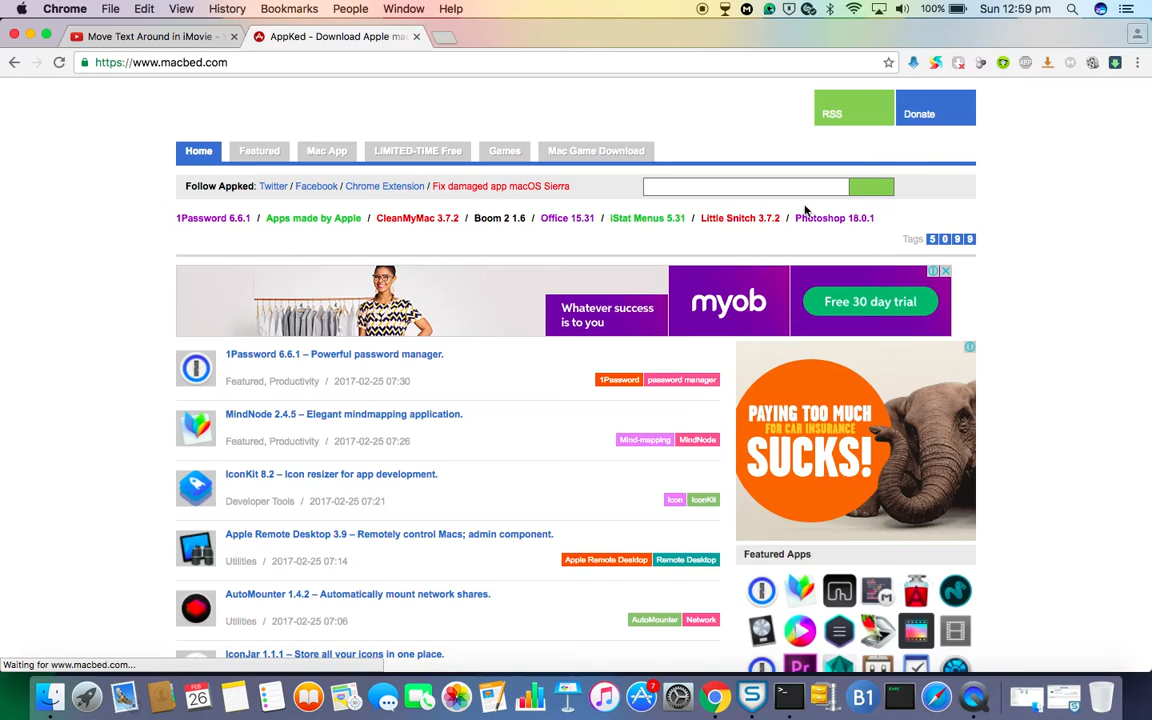 Chrome File Edit View History Bookmarks People Window Help 100% Sun 12:59 pm
Move Text Around in iMovie - Y
AppKed - Download Apple mac
https://www.macbed.com
RSS
Donate
Home
Featured
Mac App
LIMITED-TIME Free
Games
Mac Game Download
Follow Appked: Twitter / Facebook / Chrome Extension / Fix damaged app macOS Sierra
1Password 6.6.1 / Apps made by Apple / CleanMyMac 3.7.2 / Boom 2 1.6 / Office 15.31 / iStat Menus 5.31 / Little Snitch 3.7.2 / Photoshop 18.0.1
Tags 5 0 9 9
Whatever success
is to you
myob
Free 30 day trial
1Password 6.6.1 – Powerful password manager.
Featured, Productivity / 2017-02-25 07:30
1Password password manager
MindNode 2.4.5 – Elegant mindmapping application.
Featured, Productivity / 2017-02-25 07:26
Mind-mapping MindNode
IconKit 8.2 – Icon resizer for app development.
Developer Tools / 2017-02-25 07:21
Icon IconKit
Apple Remote Desktop 3.9 – Remotely control Macs; admin component.
Utilities / 2017-02-25 07:14
Apple Remote Desktop Remote Desktop
AutoMounter 1.4.2 – Automatically mount network shares.
Utilities / 2017-02-25 07:06
AutoMounter Network
IconJar 1.1.1 – Store all your icons in one place.
PAYING TOO MUCH
FOR CAR INSURANCE
SUCKS!
Featured Apps
Pr
Waiting for www.macbed.com...
FEB
26
7
B1